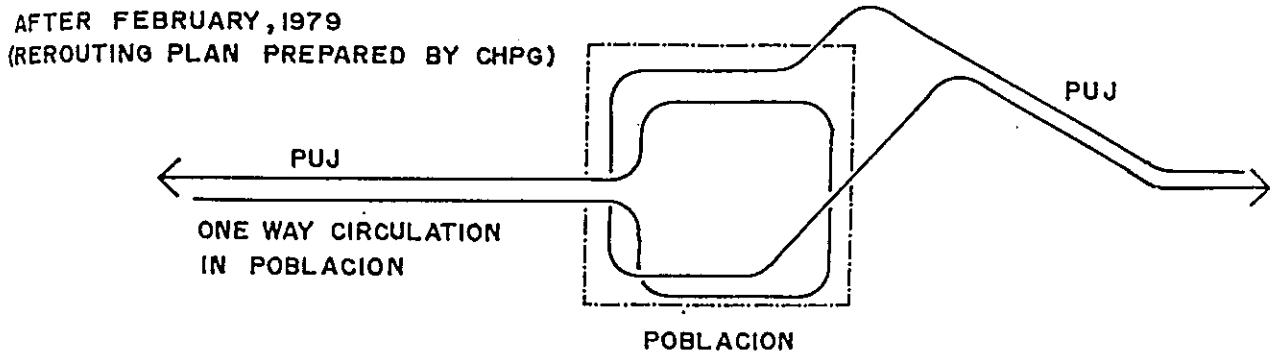 AFTER FEBRUARY, 1979
(REROUTING PLAN PREPARED BY CHPG)
PUJ
PUJ
ONE WAY CIRCULATION
IN POBLACION
POBLACION